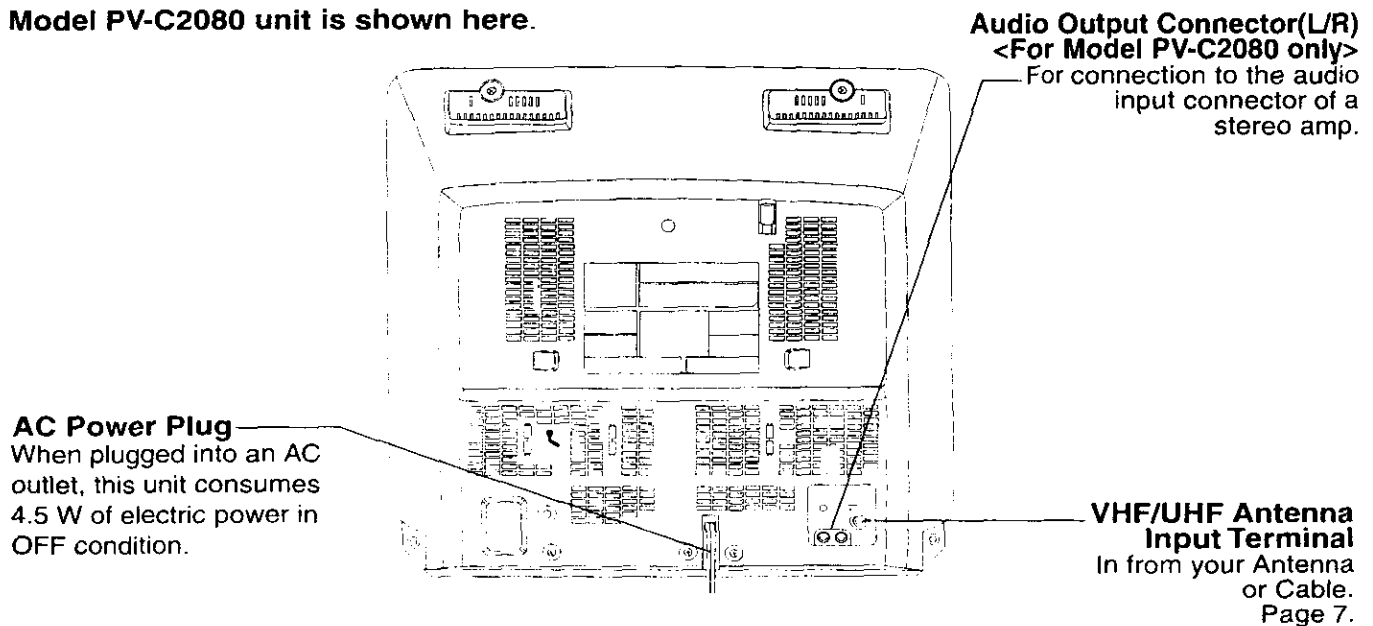 Model PV-C2080 unit is shown here.
Audio Output Connector(L/R)
<For Model PV-C2080 only>
For connection to the audio
input connector of a
stereo amp.
AC Power Plug
When plugged into an AC
outlet, this unit consumes
4.5 W of electric power in
OFF condition.
VHF/UHF Antenna
Input Terminal
In from your Antenna
or Cable.
Page 7.